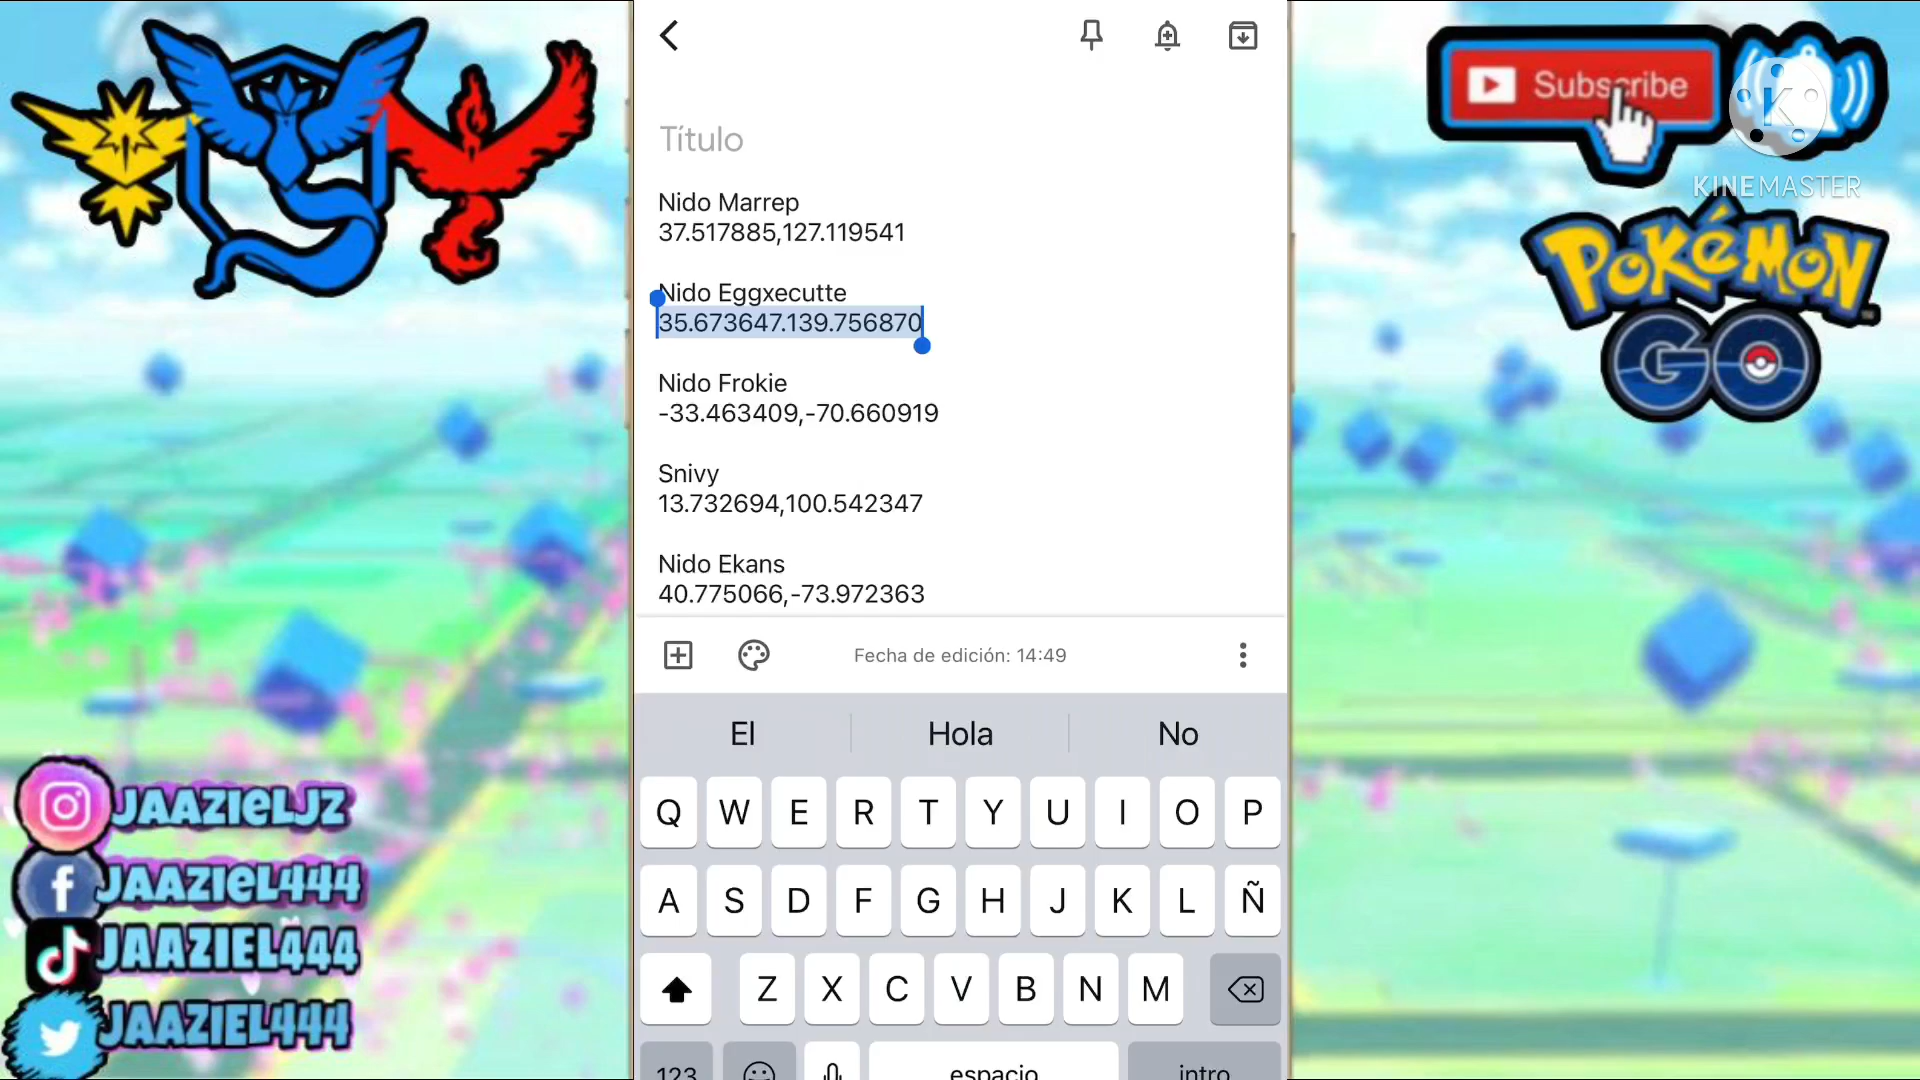 Subscribe
K
KINEMASTER
POKéMON
GO
Título
Nido Marrep
37.517885,127.119541
Nido Eggxecutte
35.673647.139.756870
Nido Frokie
-33.463409,-70.660919
Snivy
13.732694,100.542347
Nido Ekans
40.775066,-73.972363
Fecha de edición: 14:49
El Hola No
Q W E R T Y U I O P
A S D F G H J K L Ñ
Z X C V B N M
123 espacio intro
JAAZIELJZ
JAAZIEL444
JAAZIEL444
JAAZIEL444